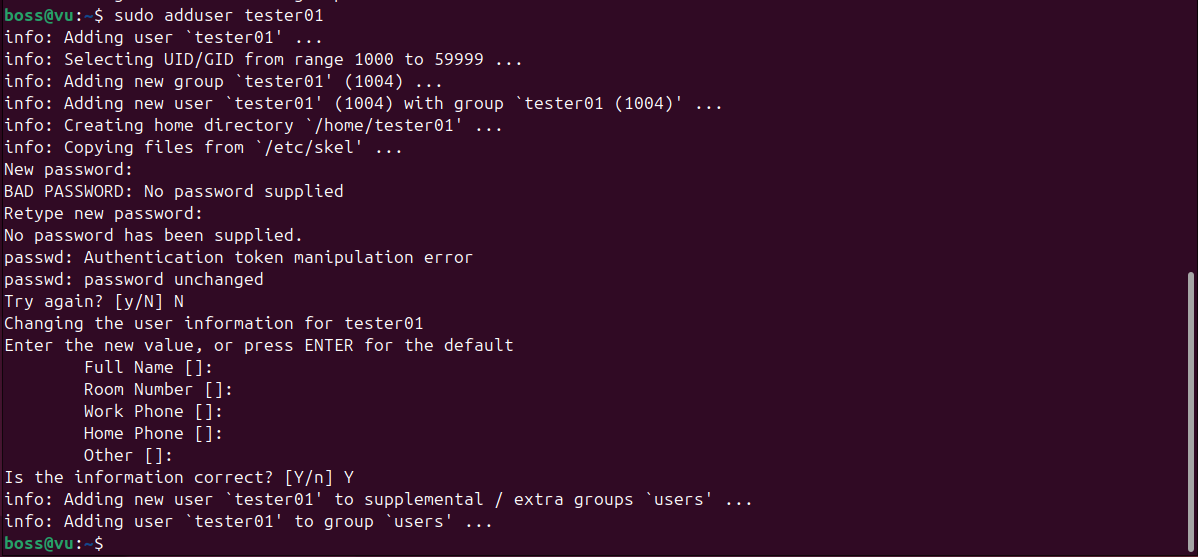 boss@vu:~$ sudo adduser tester01
info: Adding user `tester01' ...
info: Selecting UID/GID from range 1000 to 59999 ...
info: Adding new group `tester01' (1004) ...
info: Adding new user `tester01' (1004) with group `tester01 (1004)' ...
info: Creating home directory `/home/tester01' ...
info: Copying files from `/etc/skel' ...
New password:
BAD PASSWORD: No password supplied
Retype new password:
No password has been supplied.
passwd: Authentication token manipulation error
passwd: password unchanged
Try again? [y/N] N
Changing the user information for tester01
Enter the new value, or press ENTER for the default
Full Name []:
Room Number []:
Work Phone []:
Home Phone []:
Other []:
Is the information correct? [Y/n] Y
info: Adding new user `tester01' to supplemental / extra groups `users' ...
info: Adding user `tester01' to group `users' ...
boss@vu:~$